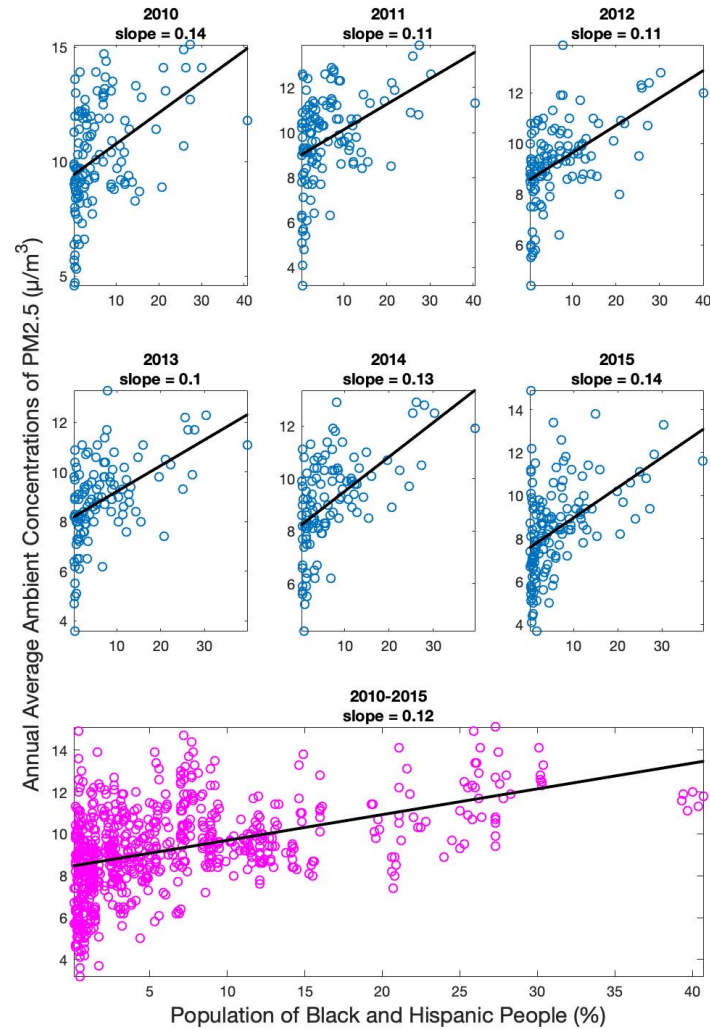 2010
slope = 0.14
2011
slope = 0.11
2012
slope = 0.11
15
10
5
10 20 30 40
12
10
8
6
4
10 20 30 40
12
10
8
6
10 20 30 40
2013
slope = 0.1
2014
slope = 0.13
2015
slope = 0.14
12
10
8
6
4
10 20 30
12
10
8
6
10 20 30
14
12
10
8
6
4
10 20 30
2010-2015
slope = 0.12
14
12
10
8
6
4
5 10 15 20 25 30 35 40
Annual Average Ambient Concentrations of PM2.5 (μ/m³)
Population of Black and Hispanic People (%)